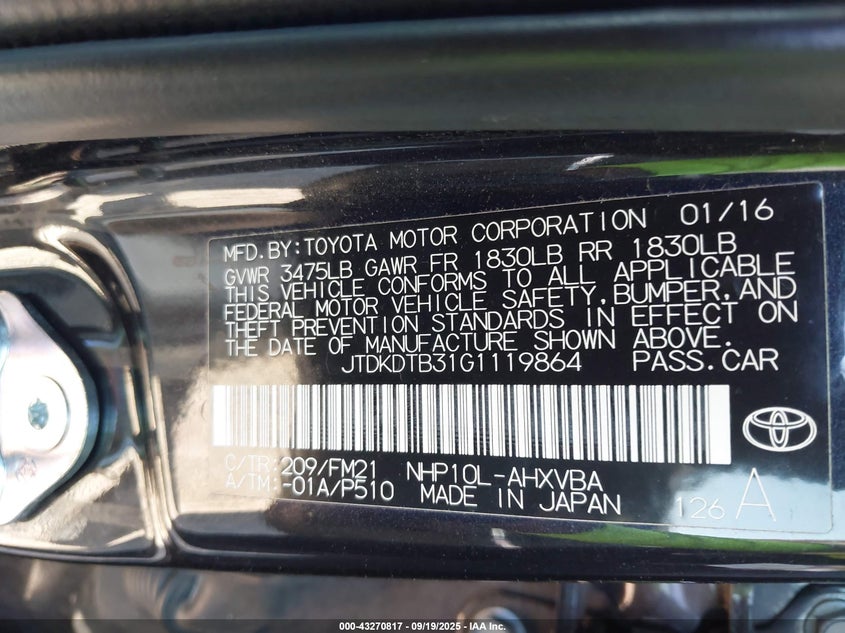 MFD.BY:TOYOTA MOTOR CORPORATION 01/16
GVWR 3475LB GAWR FR 1830LB RR 1830LB
THIS VEHICLE CONFORMS TO ALL APPLICABLE
FEDERAL MOTOR VEHICLE SAFETY,BUMPER,AND
THEFT PREVENTION STANDARDS IN EFFECT ON
THE DATE OF MANUFACTURE SHOWN ABOVE.
JTDKDTB31G1119864 PASS.CAR
C/TR:209/FM21 NHP10L-AHXVBA
A/TM:-01A/P510 MADE IN JAPAN 126 A
000-43270817 - 09/19/2025 - IAA Inc.